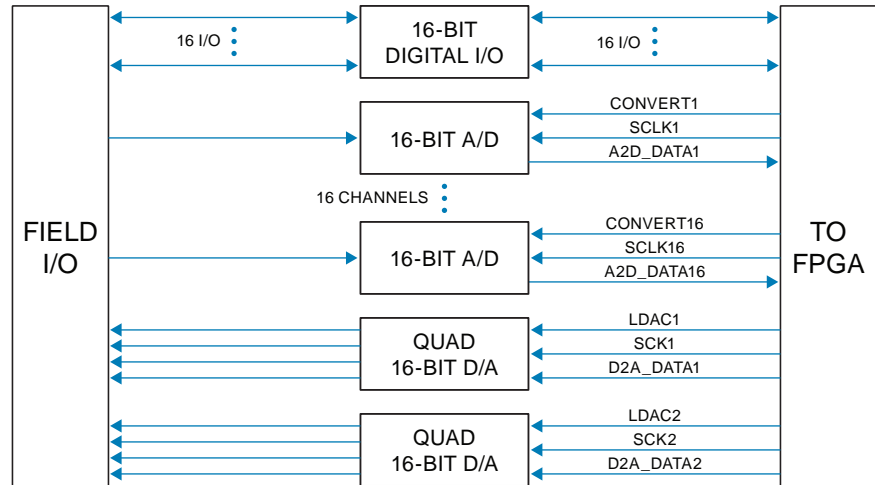 16 I/O
16-BIT
DIGITAL I/O
16 I/O
CONVERT1
SCLK1
A2D_DATA1
16-BIT A/D
16 CHANNELS
FIELD
I/O
CONVERT16
SCLK16
A2D_DATA16
16-BIT A/D
TO
FPGA
QUAD
16-BIT D/A
LDAC1
SCK1
D2A_DATA1
QUAD
16-BIT D/A
LDAC2
SCK2
D2A_DATA2